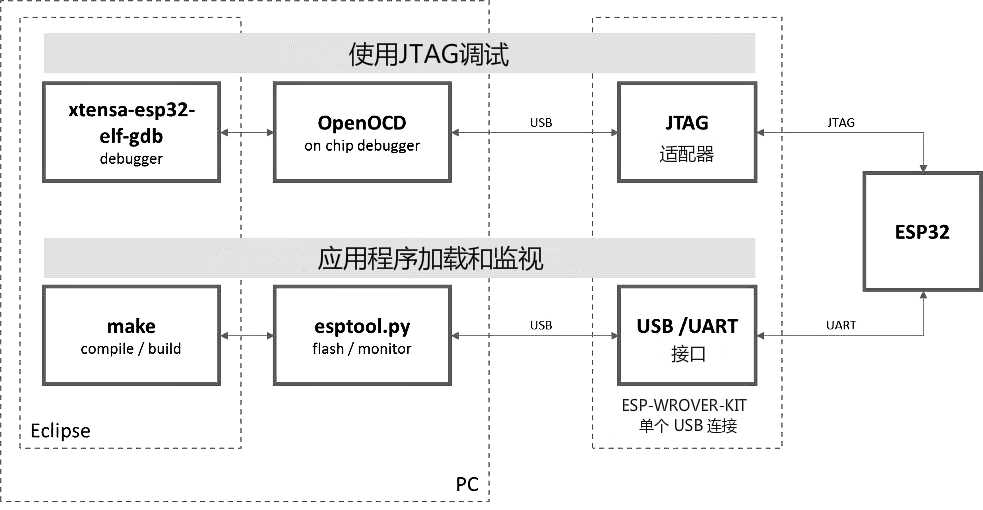 使用JTAG调试
xtensa-esp32-
elf-gdb
debugger
OpenOCD
on chip debugger
USB
JTAG
适配器
JTAG
ESP32
应用程序加载和监视
make
compile / build
esptool.py
flash / monitor
USB
USB /UART
接口
UART
ESP-WROVER-KIT
单个 USB 连接
Eclipse
PC